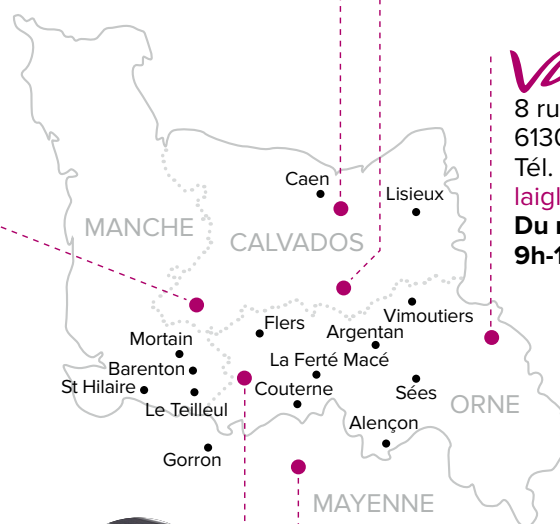 8 ru
6130
Tél.
laigl
Du
9h-1
Caen
Lisieux
MANCHE
CALVADOS
Vimoutiers
Flers
Argentan
Mortain
La Ferté Macé
Barenton
St Hilaire
Couterne
Sées
Le Teilleul
ORNE
Alençon
Gorron
MAYENNE